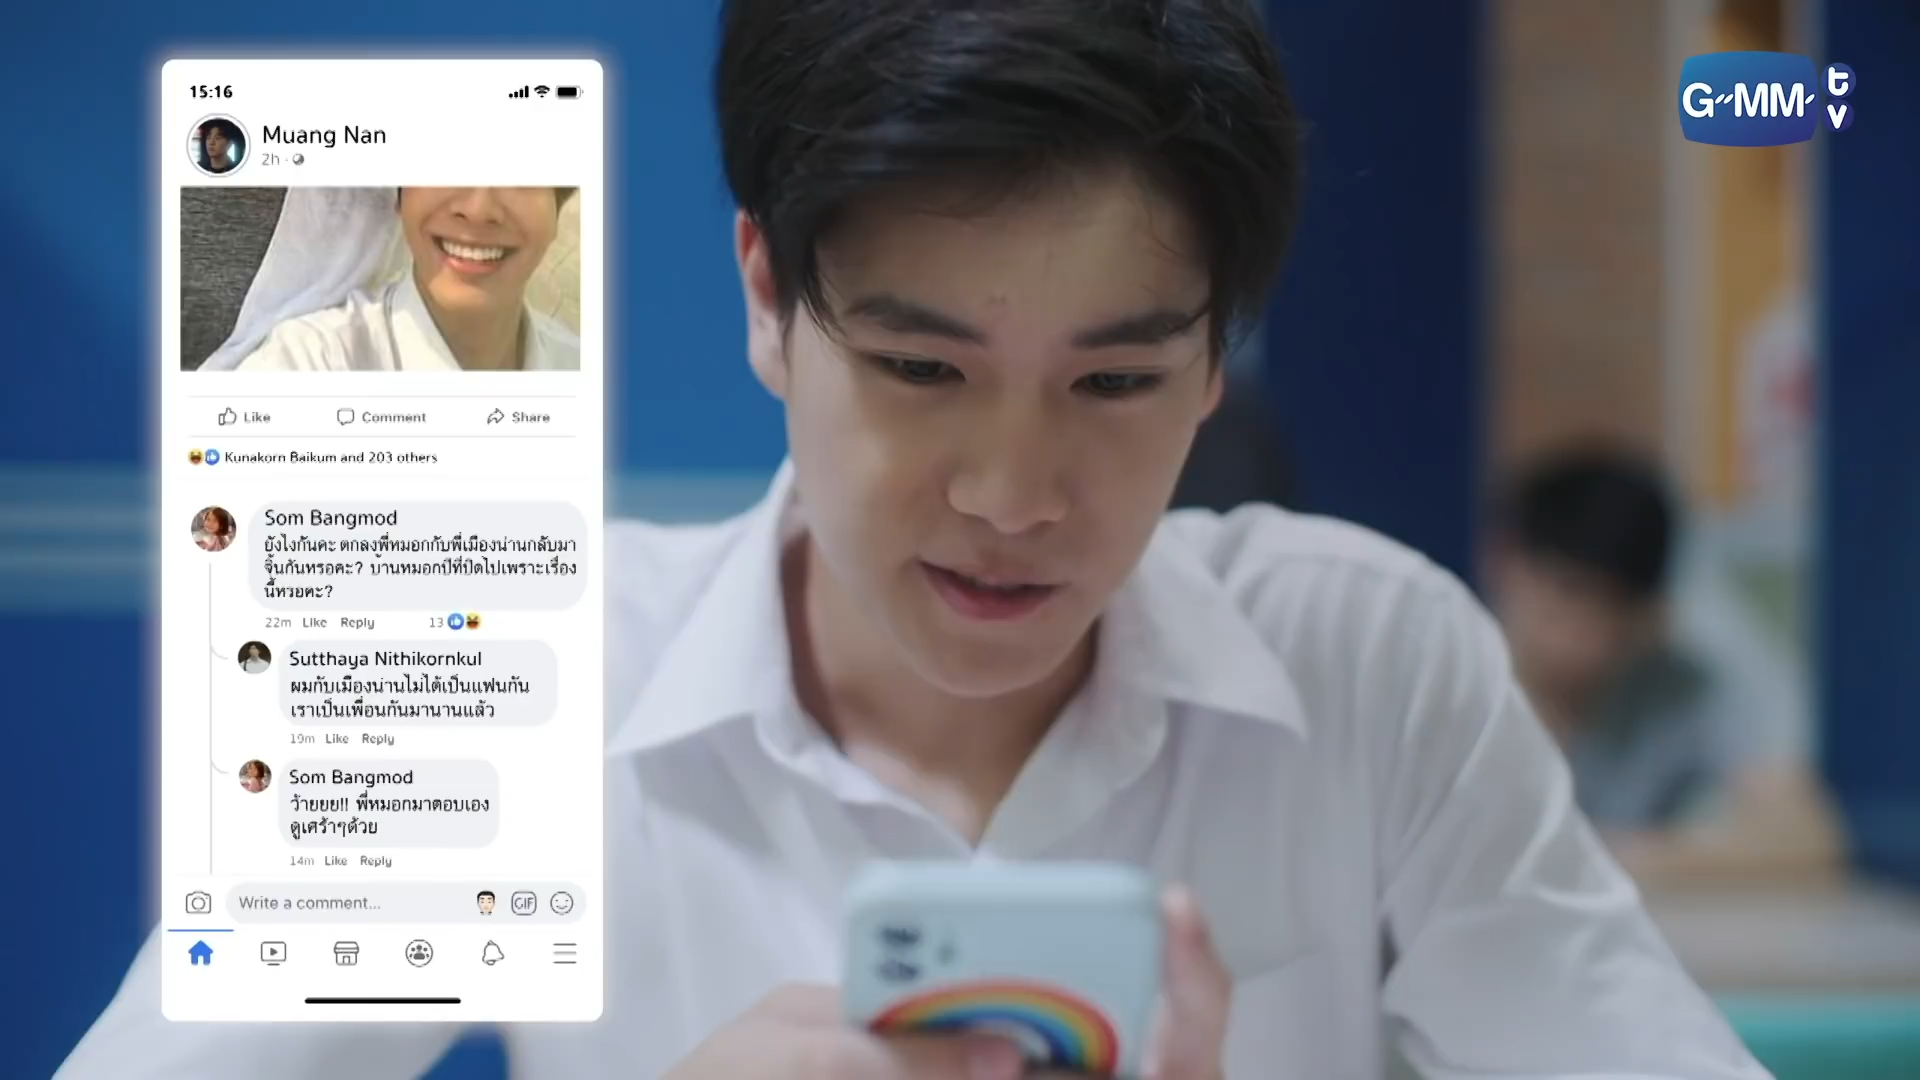 15:16
GMM
tv
Muang Nan
2h ·
Like Comment Share
Kunakorn Baikum and 203 others
Som Bangmod
ยังไงกันคะ ตกลงพี่หมอกกับพี่เมืองน่านกลับมา
จิ้นกันหรอคะ? บ้านหมอกปีที่ปิดไปเพราะเรื่อง
นี้หรอคะ?
22m Like Reply 13
Sutthaya Nithikornkul
ผมกับเมืองน่านไม่ได้เป็นแฟนกัน
เราเป็นเพื่อนกันมานานแล้ว
19m Like Reply
Som Bangmod
ว้ายยย!! พี่หมอกมาตอบเอง
ดูเศร้าๆด้วย
14m Like Reply
Write a comment...
GIF